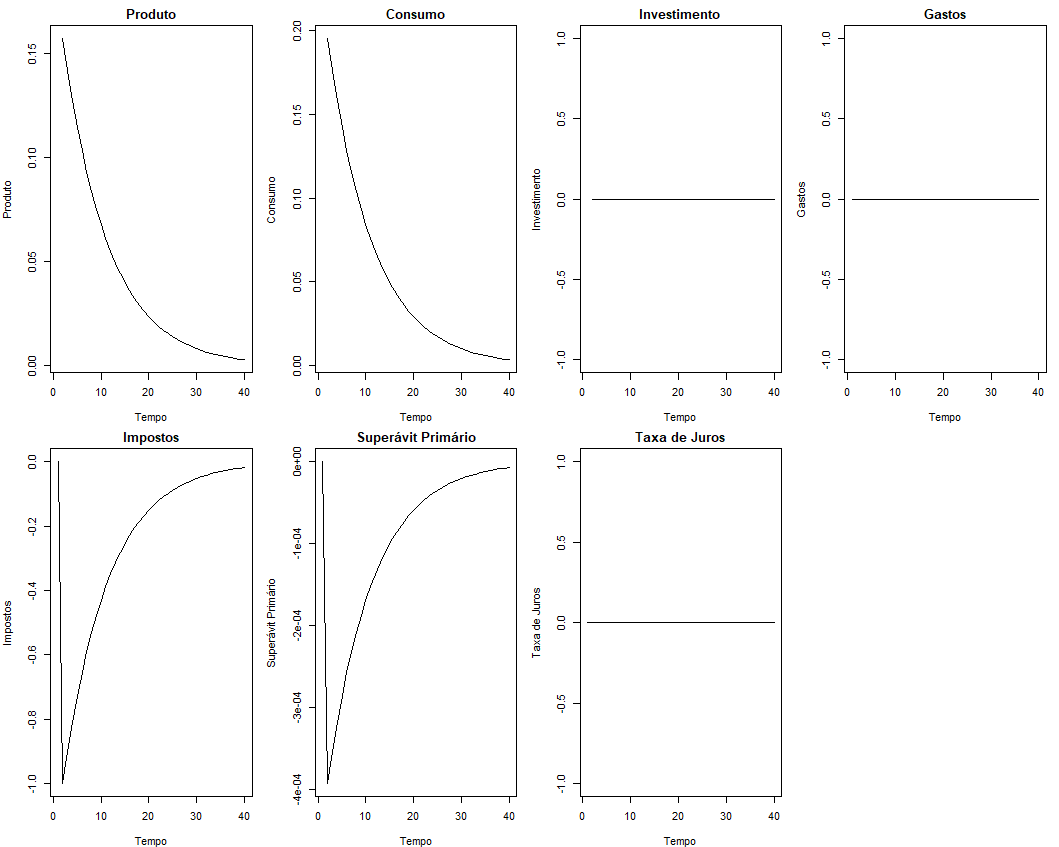 Produto
Produto
0.00 0.05 0.10 0.15
0 10 20 30 40
Tempo
Consumo
Consumo
0.00 0.05 0.10 0.15 0.20
0 10 20 30 40
Tempo
Investimento
Investimento
-1.0 -0.5 0.0 0.5 1.0
0 10 20 30 40
Tempo
Gastos
Gastos
-1.0 -0.5 0.0 0.5 1.0
0 10 20 30 40
Tempo
Impostos
Impostos
-1.0 -0.8 -0.6 -0.4 -0.2 0.0
0 10 20 30 40
Tempo
Superávit Primário
Superávit Primário
-4e-04 -3e-04 -2e-04 -1e-04 0e+00
0 10 20 30 40
Tempo
Taxa de Juros
Taxa de Juros
-1.0 -0.5 0.0 0.5 1.0
0 10 20 30 40
Tempo